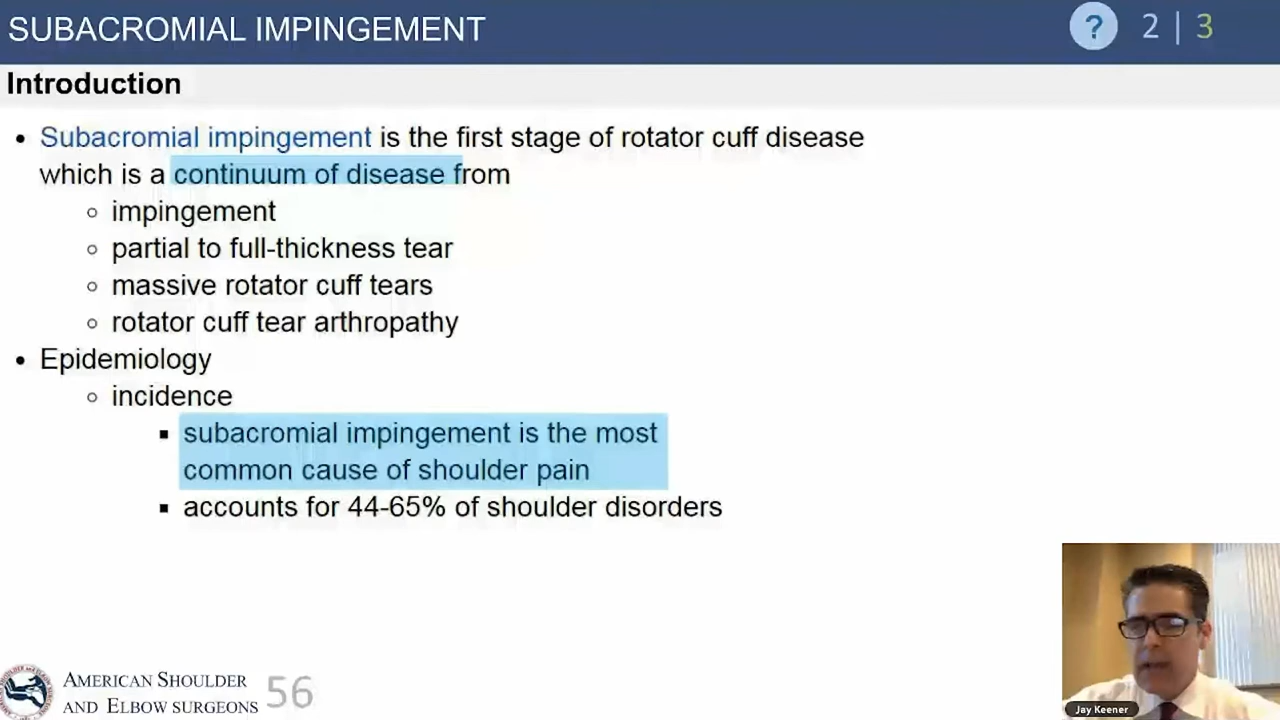 SUBACROMIAL IMPINGEMENT
? 2 | 3
Introduction
• Subacromial impingement is the first stage of rotator cuff disease
which is a continuum of disease from
○ impingement
○ partial to full-thickness tear
○ massive rotator cuff tears
○ rotator cuff tear arthropathy
• Epidemiology
○ incidence
▪ subacromial impingement is the most
common cause of shoulder pain
▪ accounts for 44-65% of shoulder disorders
AMERICAN SHOULDER
AND ELBOW SURGEONS
56
Jay Keener